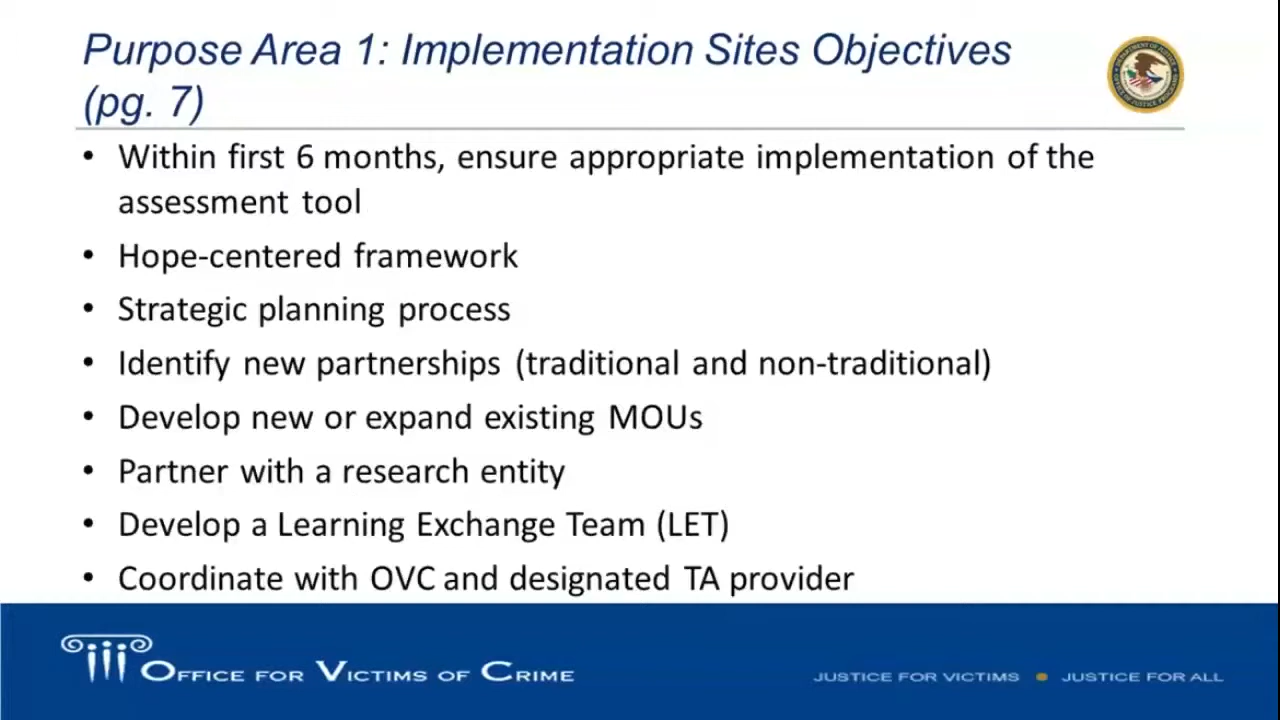 Purpose Area 1: Implementation Sites Objectives
(pg. 7)
• Within first 6 months, ensure appropriate implementation of the
assessment tool
• Hope-centered framework
• Strategic planning process
• Identify new partnerships (traditional and non-traditional)
• Develop new or expand existing MOUs
• Partner with a research entity
• Develop a Learning Exchange Team (LET)
• Coordinate with OVC and designated TA provider
OFFICE FOR VICTIMS OF CRIME
JUSTICE FOR VICTIMS • JUSTICE FOR ALL